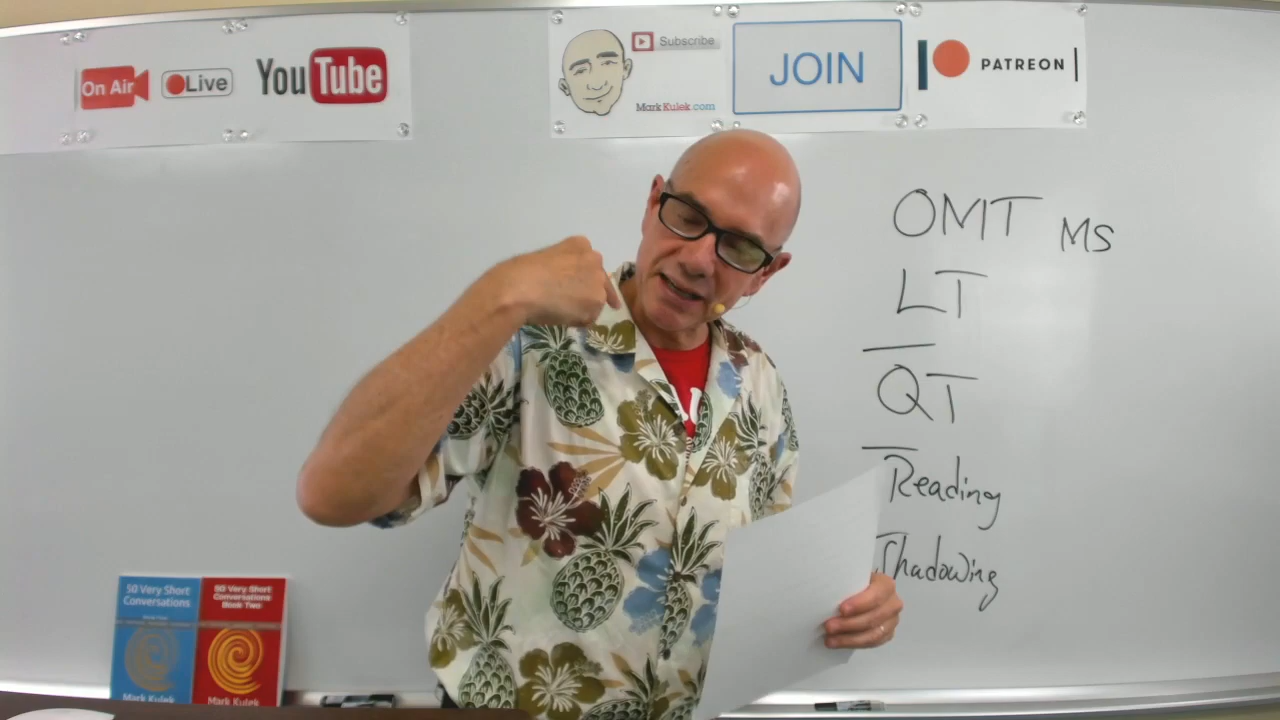 On Air
Live
YouTube
Subscribe
MarkKulek.com
JOIN
PATREON
OMT MS
LT
QT
Reading
Shadowing
50 Very Short
Conversations
Mark Kulek
50 Very Short
Conversations
Book Two
Mark Kulek